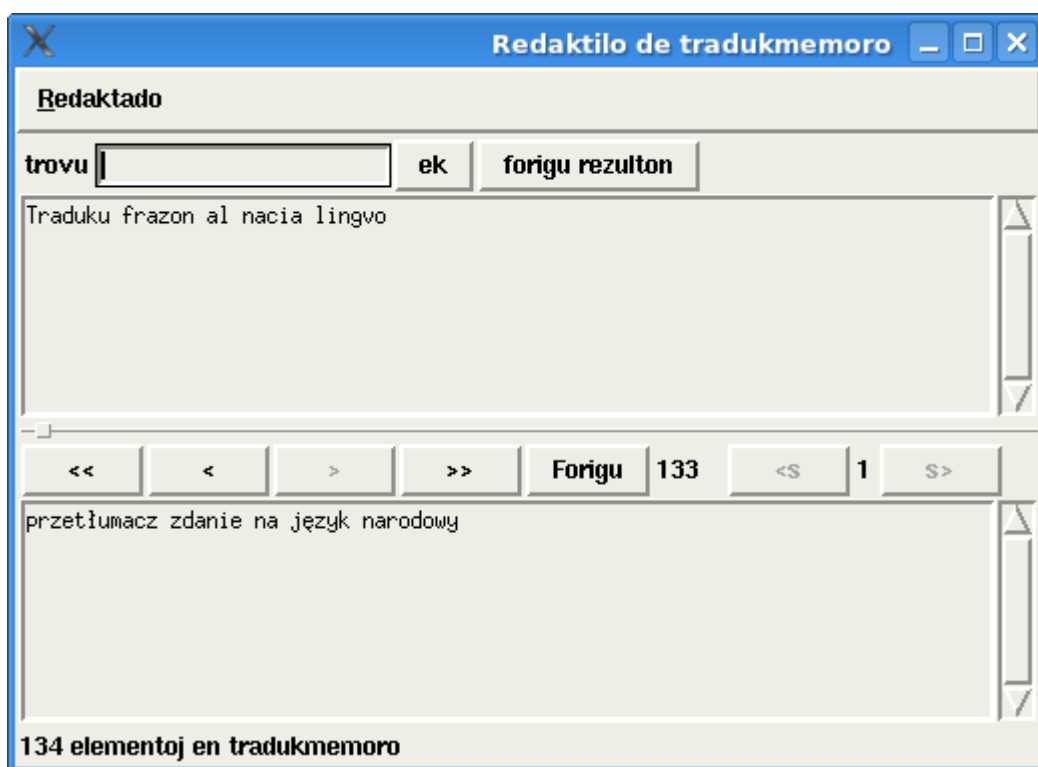 Redaktilo de tradukmemoro
Redaktado
trovu ek forigu rezulton
Traduku frazon al nacia lingvo
<< < > >> Forigu 133 <S 1 S>
przetłumacz zdanie na język narodowy
134 elementoj en tradukmemoro